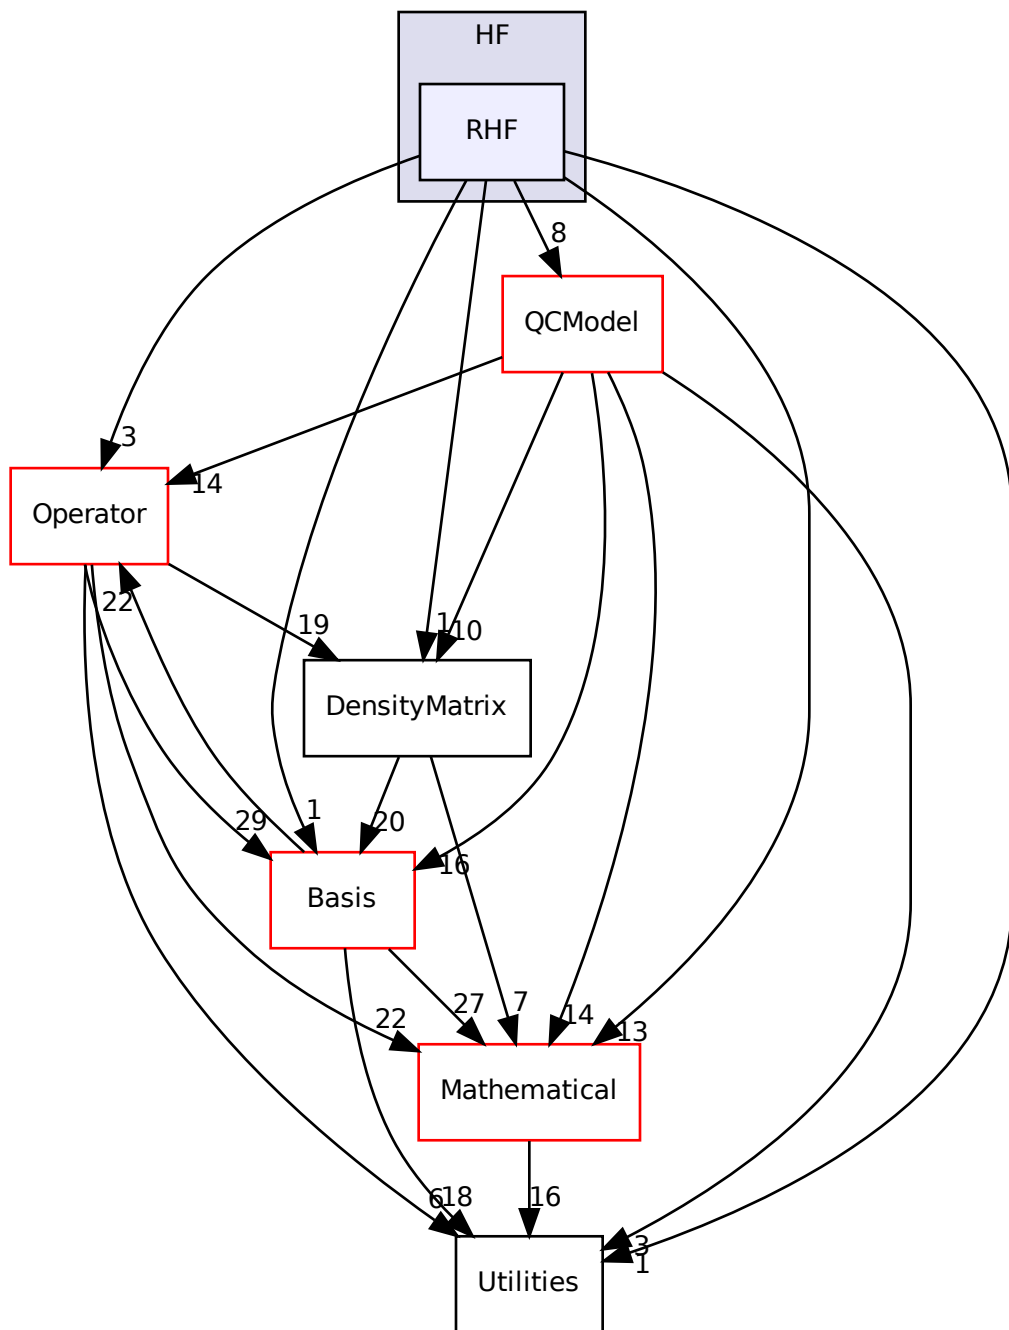 HF
RHF
8
QCModel
3
14
Operator
22
19
1
10
DensityMatrix
29
1
20
16
Basis
22
27
7
14
13
Mathematical
6
18
16
3
1
Utilities